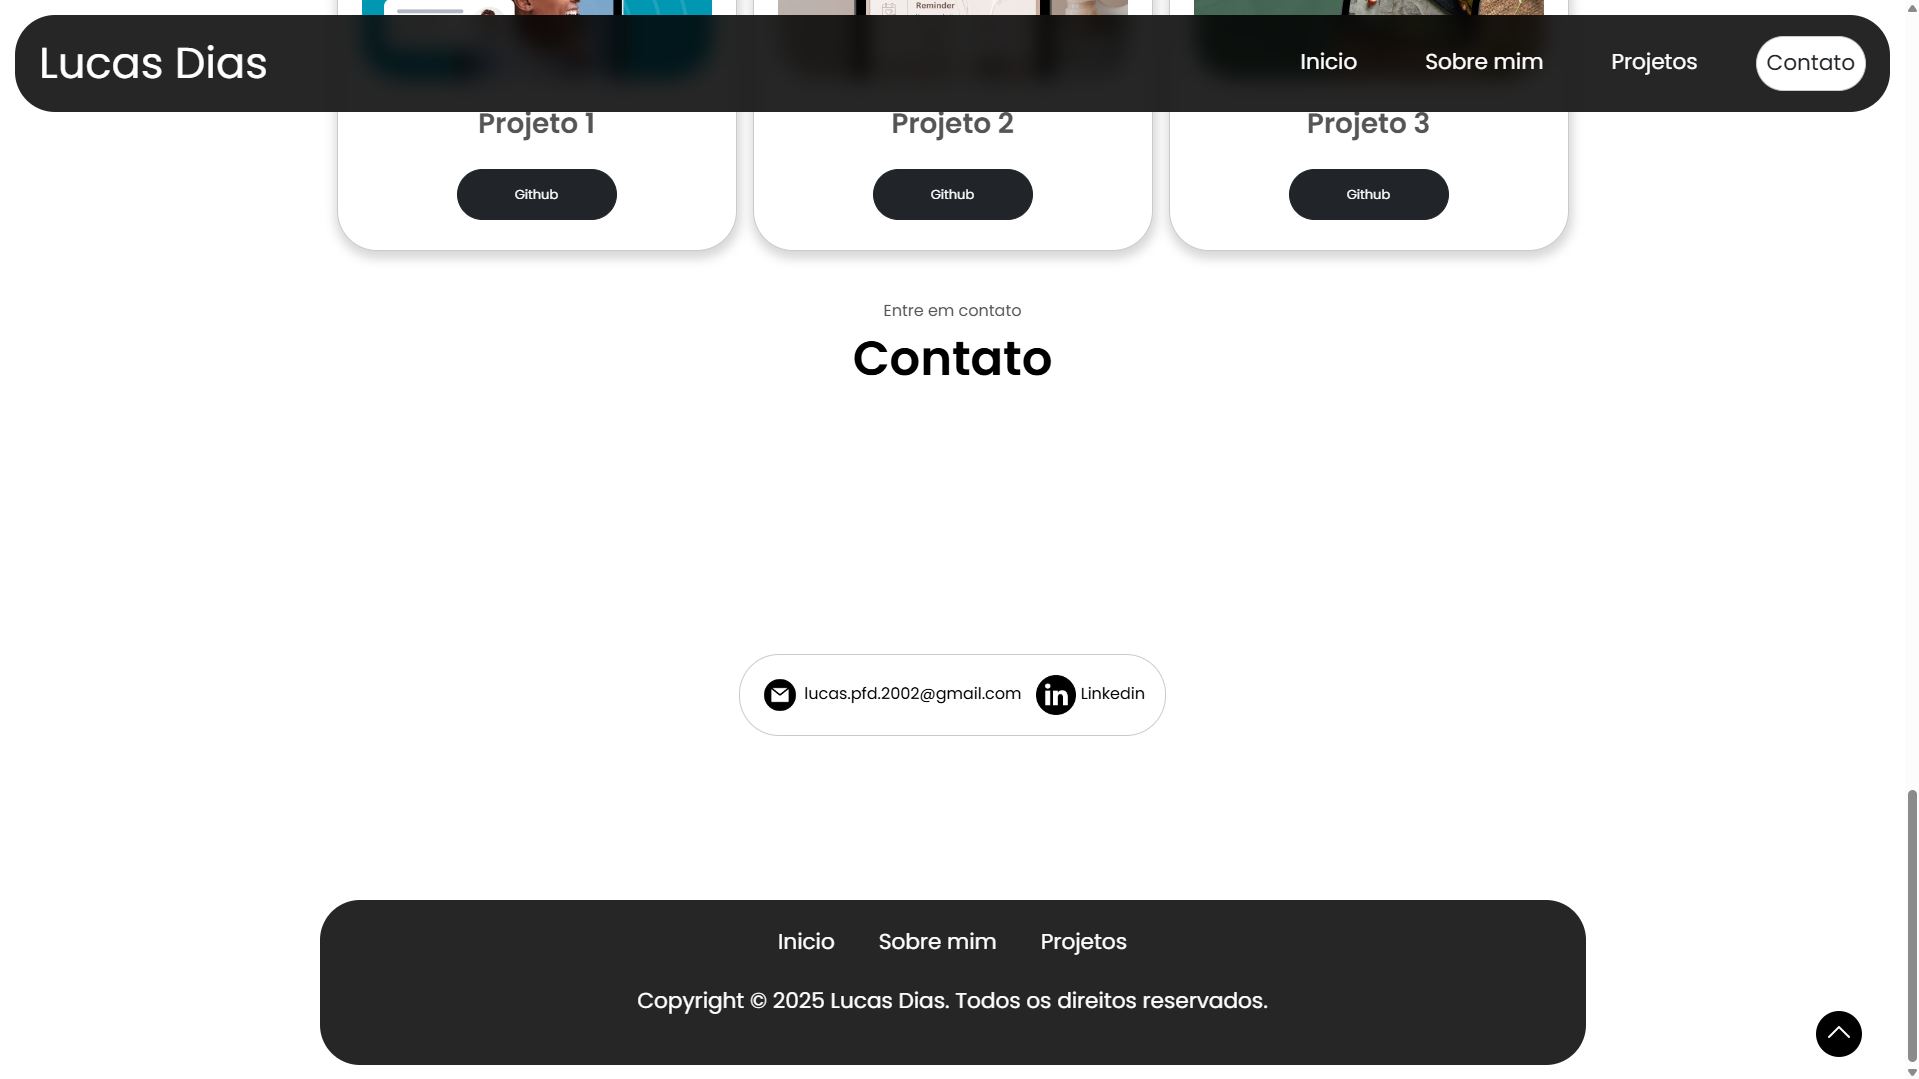 Reminder
Lucas Dias
Inicio
Sobre mim
Projetos
Contato
Projeto 1
Projeto 2
Projeto 3
Github
Github
Github
Entre em contato
Contato
lucas.pfd.2002@gmail.com
Linkedin
Inicio
Sobre mim
Projetos
Copyright © 2025 Lucas Dias. Todos os direitos reservados.